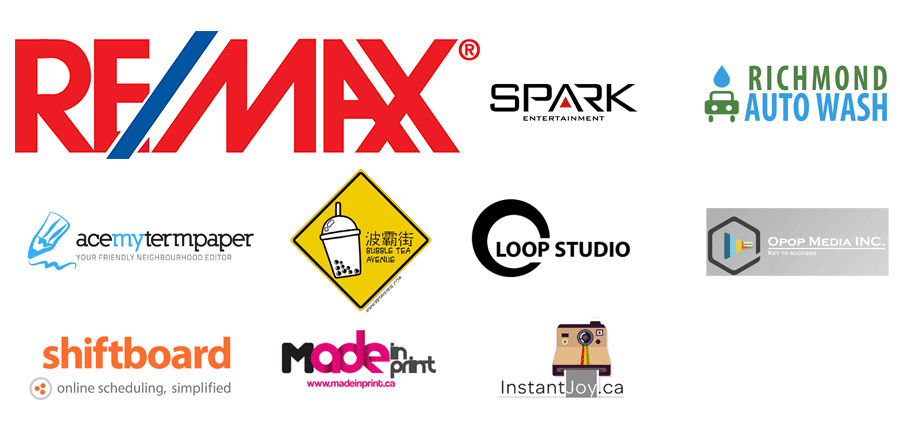 RE/MAX®
SPARK
ENTERTAINMENT
RICHMOND
AUTO WASH
acemytermpaper
YOUR FRIENDLY NEIGHBOURHOOD EDITOR
波霸街
BUBBLE TEA
AVENUE
LOOP STUDIO
OPOP MEDIA INC.
KEY TO SUCCESS
shiftboard
online scheduling, simplified
Made in
print
www.madeinprint.ca
InstantJoy.ca